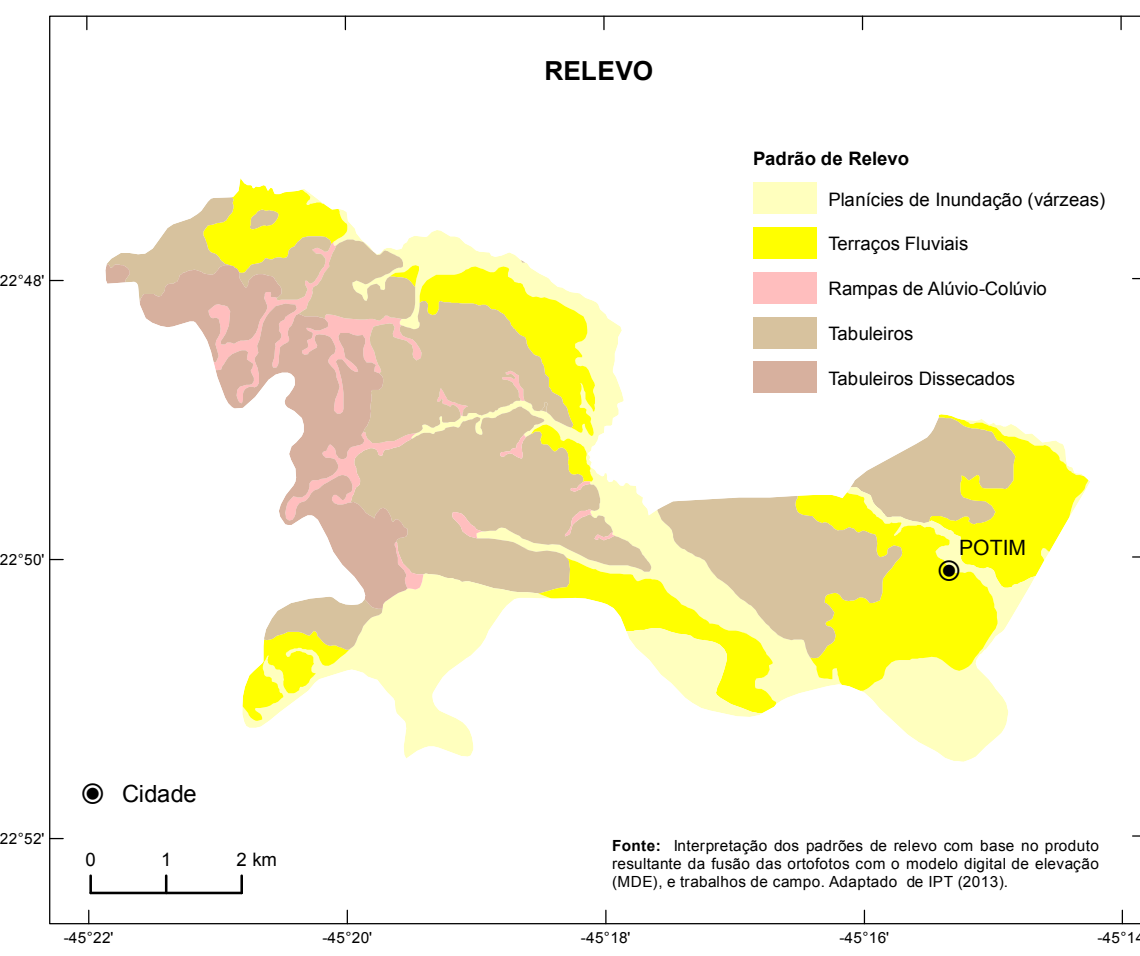 RELEVO
Padrão de Relevo
Planícies de Inundação (várzeas)
Terraços Fluviais
Rampas de Alúvio-Colúvio
Tabuleiros
Tabuleiros Dissecados
22°48'
22°50'
POTIM
Cidade
22°52'
0 1 2 km
Fonte: Interpretação dos padrões de relevo com base no produto
resultante da fusão das ortofotos com o modelo digital de elevação
(MDE), e trabalhos de campo. Adaptado de IPT (2013).
-45°22' -45°20' -45°18' -45°16' -45°14